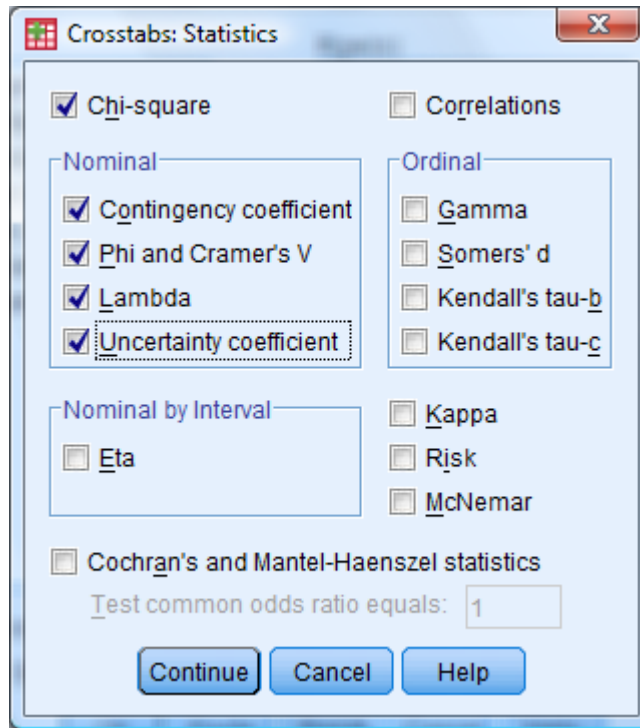 Crosstabs: Statistics
Chi-square
Correlations
Nominal
Contingency coefficient
Phi and Cramer's V
Lambda
Uncertainty coefficient
Ordinal
Gamma
Somers' d
Kendall's tau-b
Kendall's tau-c
Nominal by Interval
Eta
Kappa
Risk
McNemar
Cochran's and Mantel-Haenszel statistics
Test common odds ratio equals: 1
Continue Cancel Help